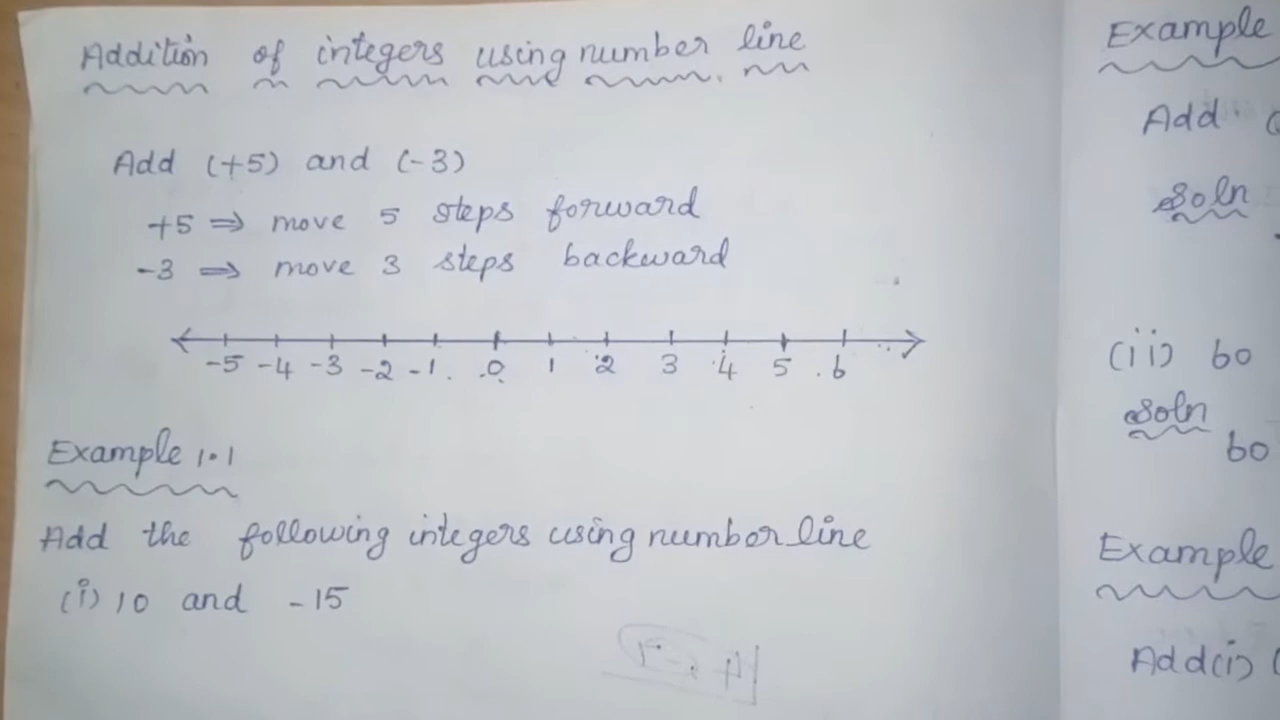 Addition of integers using number line
Add (+5) and (-3)
+5 ⇒ move 5 steps forward
-3 ⇒ move 3 steps backward
-5 -4 -3 -2 -1 0 1 2 3 4 5 6
Example 1.1
Add the following integers using number line
(i) 10 and -15
Example
Add
Soln
(ii) 60
Soln
60
Example
Add (i) (